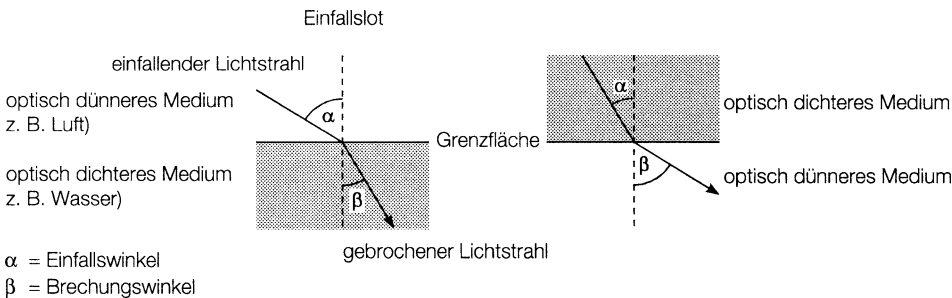 Einfallslot
einfallender Lichtstrahl
α
optisch dünneres Medium
z. B. Luft)
Grenzfläche
optisch dichteres Medium
z. B. Wasser)
β
gebrochener Lichtstrahl
α = Einfallswinkel
β = Brechungswinkel
α
optisch dichteres Medium
β
optisch dünneres Medium